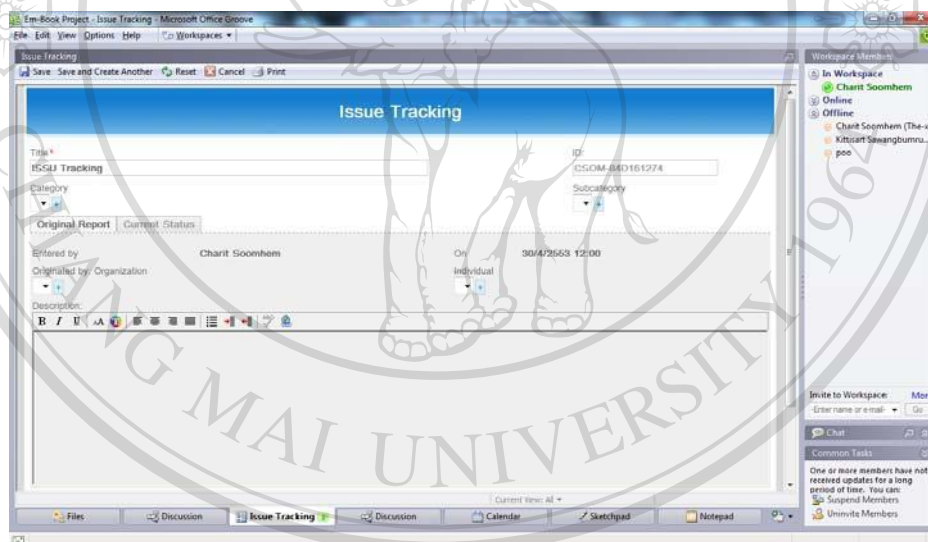 Em-Book Project - Issue Tracking - Microsoft Office Groove
File Edit View Options Help Workspaces
Issue Tracking
Save Save and Create Another Reset Cancel Print
Issue Tracking
Title*
ID:
ISSU Tracking
CSOM-84D161274
Category
Subcategory
Original Report Current Status
Entered by Charit Soomhem On 30/4/2553 12:00
Originated by: Organization Individual
Description:
B I U
Current View: All
Files Discussion Issue Tracking Discussion Calendar Sketchpad Notepad
Workspace Members
In Workspace
Charit Soomhem
Online
Offline
Charit Soomhem (The-x
Kittisart Sawangbumru...
poo
Invite to Workspace: Mor
-Enter name or e-mail- Go
Chat
Common Tasks
One or more members have not
received updates for a long
period of time. You can:
Suspend Members
Uninvite Members
MAI UNIVERSITY 1964